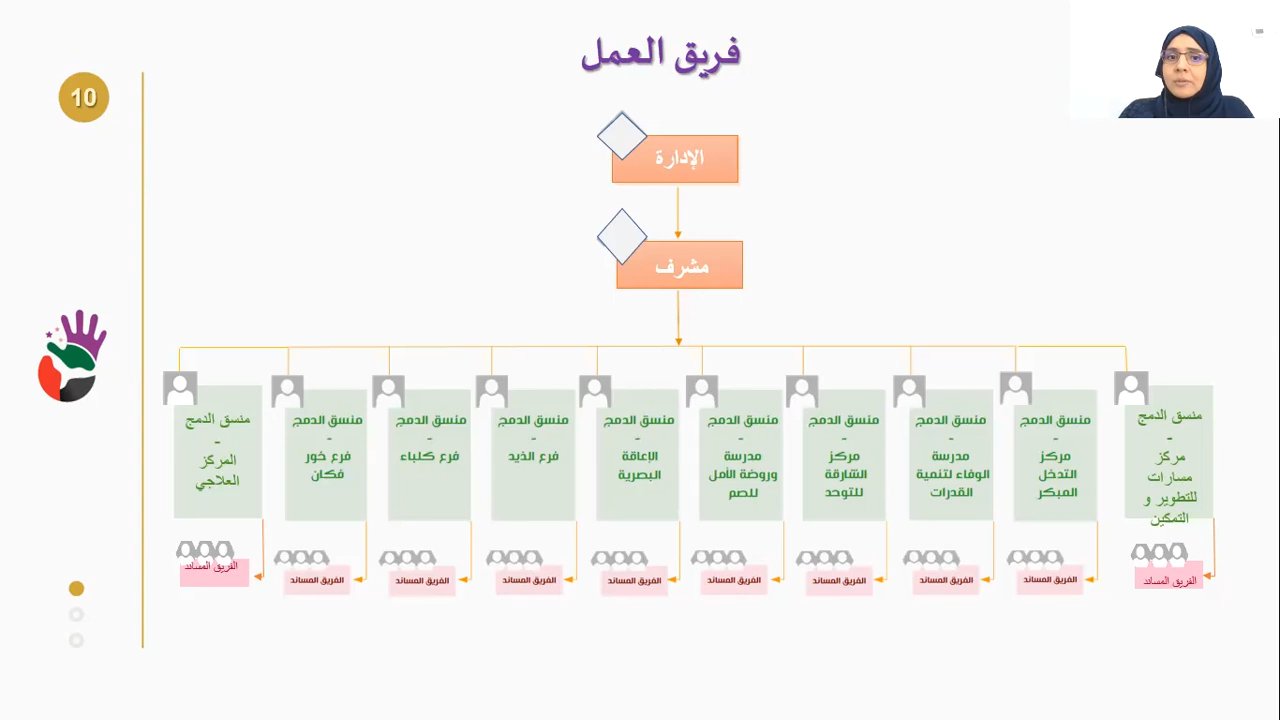 فريق العمل
10
الإدارة
مشرف
منسق الدمج
-
مركز
مسارات
للتطوير و
التمكين
منسق الدمج
-
مركز
التدخل
المبكر
منسق الدمج
-
مدرسة
الوفاء لتنمية
القدرات
منسق الدمج
-
مركز
الشارقة
للتوحد
منسق الدمج
-
مدرسة
وروضة الأمل
للصم
منسق الدمج
-
الإعاقة
البصرية
منسق الدمج
-
فرع الذيد
منسق الدمج
-
فرع كلباء
منسق الدمج
-
فرع خور
فكان
منسق الدمج
-
المركز
العلاجي
الفريق المساند
الفريق المساند
الفريق المساند
الفريق المساند
الفريق المساند
الفريق المساند
الفريق المساند
الفريق المساند
الفريق المساند
الفريق المساند